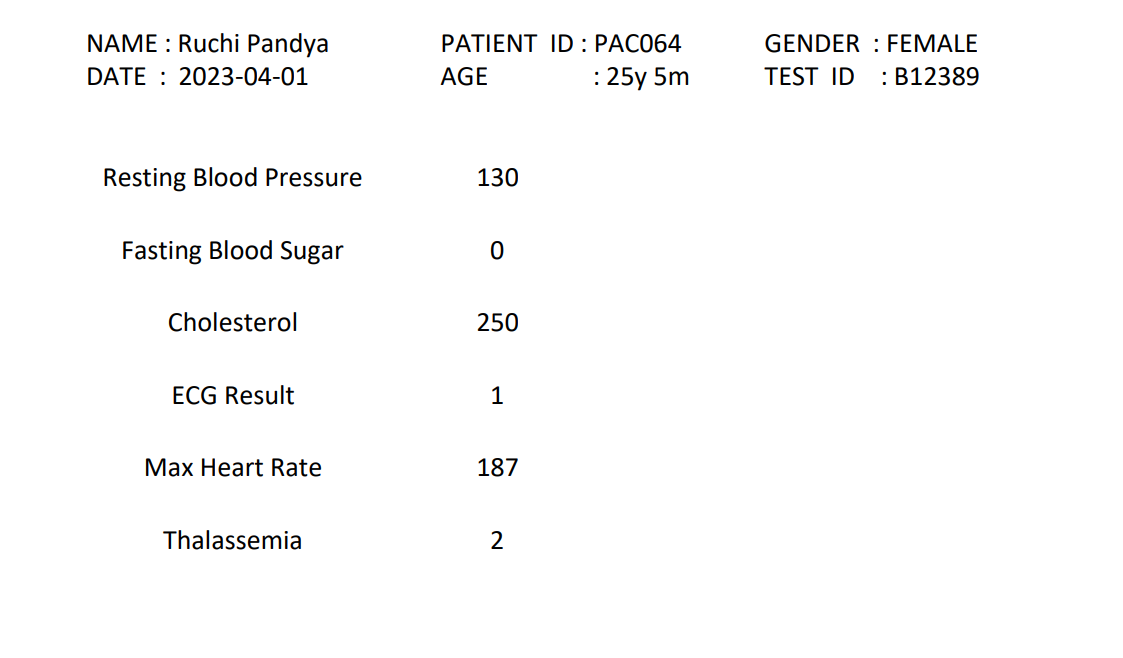 NAME : Ruchi Pandya PATIENT ID : PAC064 GENDER : FEMALE
DATE : 2023-04-01 AGE : 25y 5m TEST ID : B12389
Resting Blood Pressure 130
Fasting Blood Sugar 0
Cholesterol 250
ECG Result 1
Max Heart Rate 187
Thalassemia 2